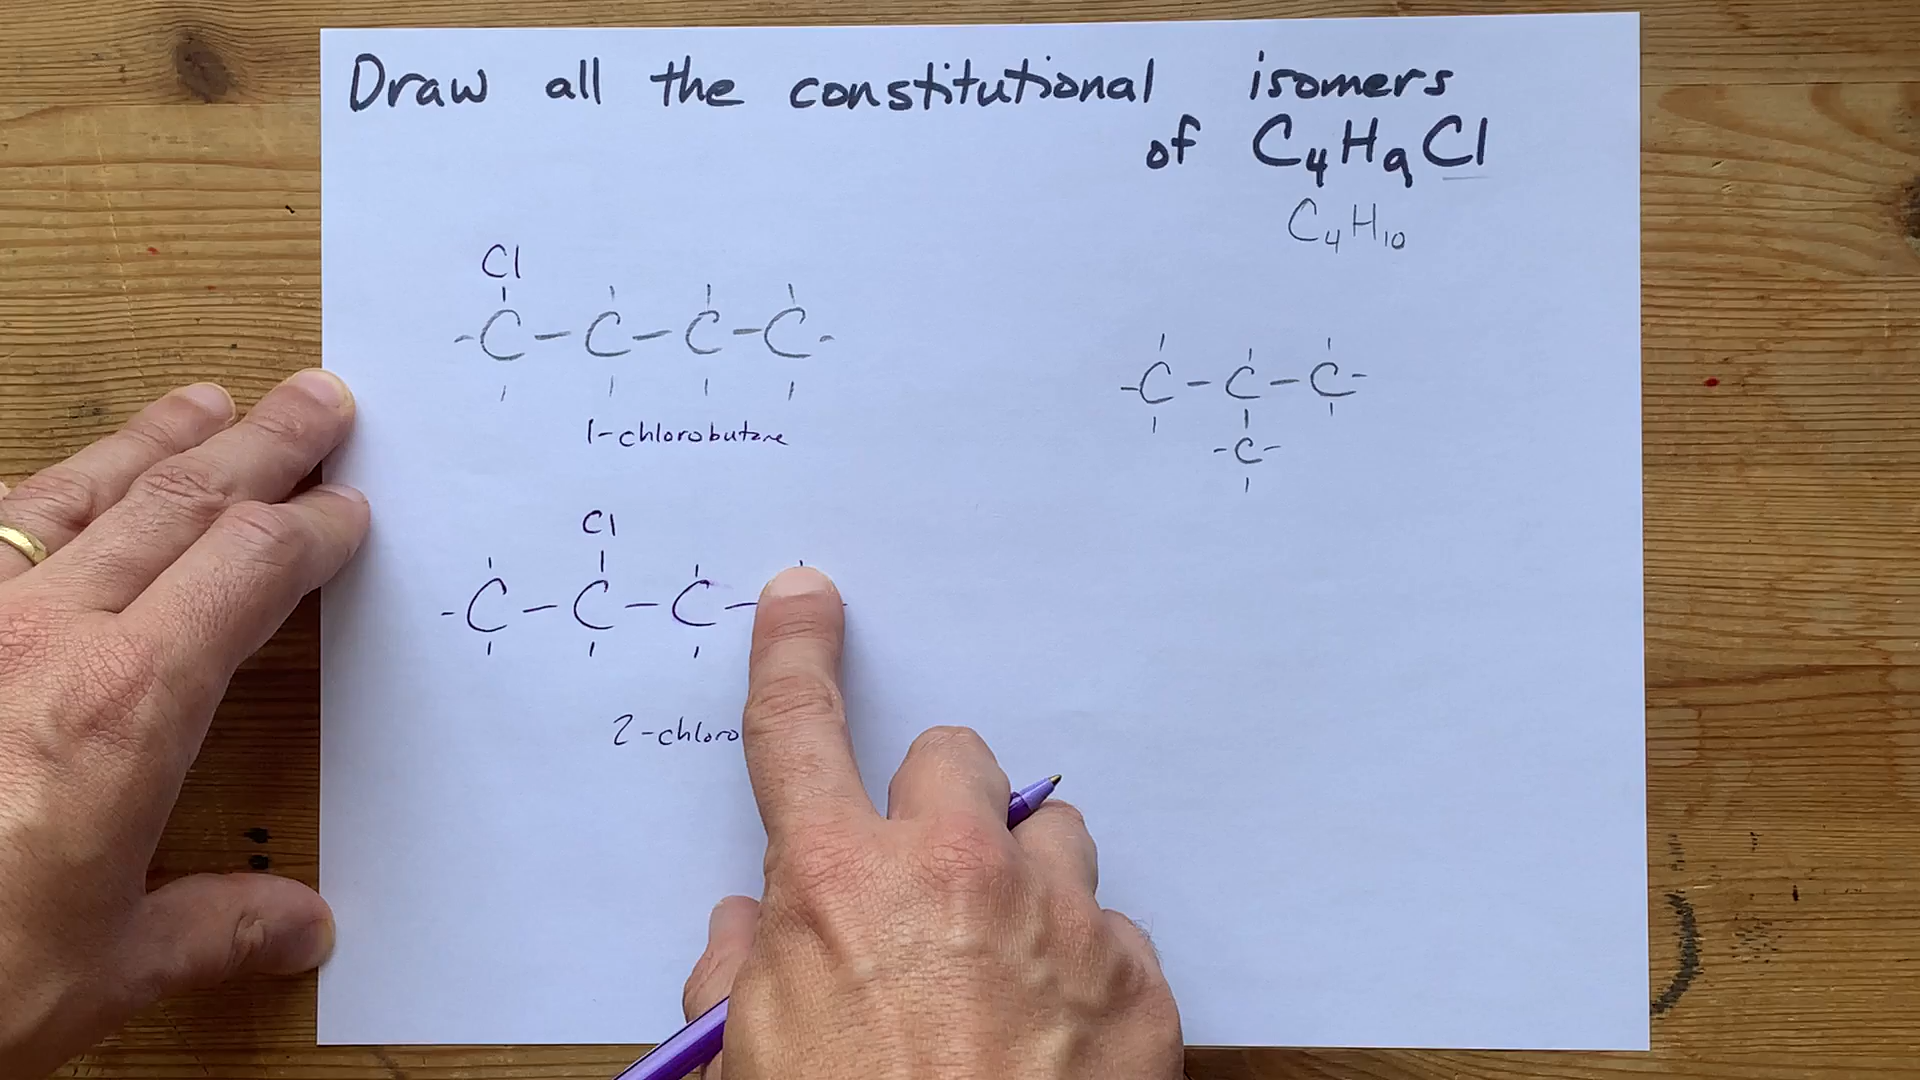 Draw all the constitutional isomers
of C₄H₉Cl
C₄H₁₀
Cl
-C-C-C-C-
1-chlorobutane
-C-C-C-
-C-
Cl
-C-C-C-
2-chloro